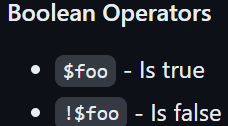 Boolean Operators
$foo - Is true
!$foo - Is false